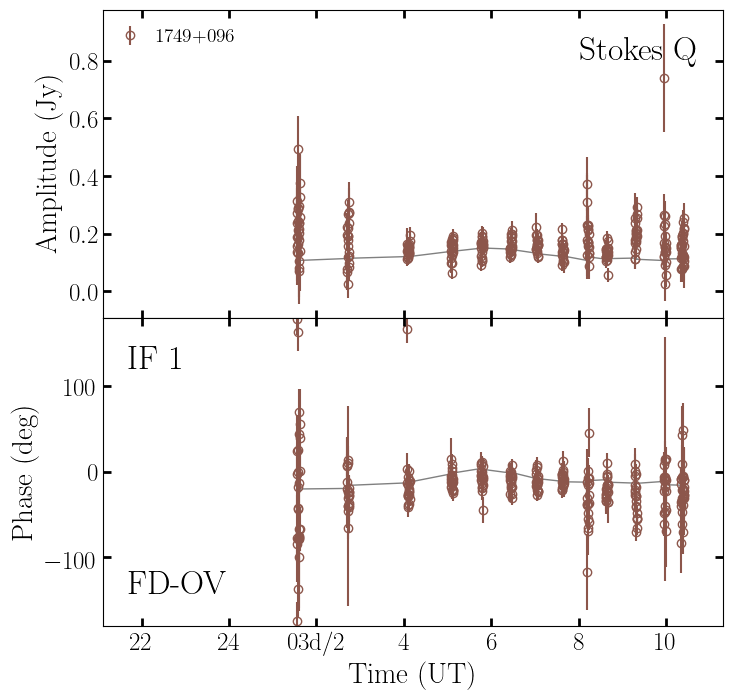 1749+096
Stokes Q
Amplitude (Jy)
0.8
0.6
0.4
0.2
0.0
IF 1
Phase (deg)
100
0
−100
FD-OV
22 24 03d/2 4 6 8 10
Time (UT)